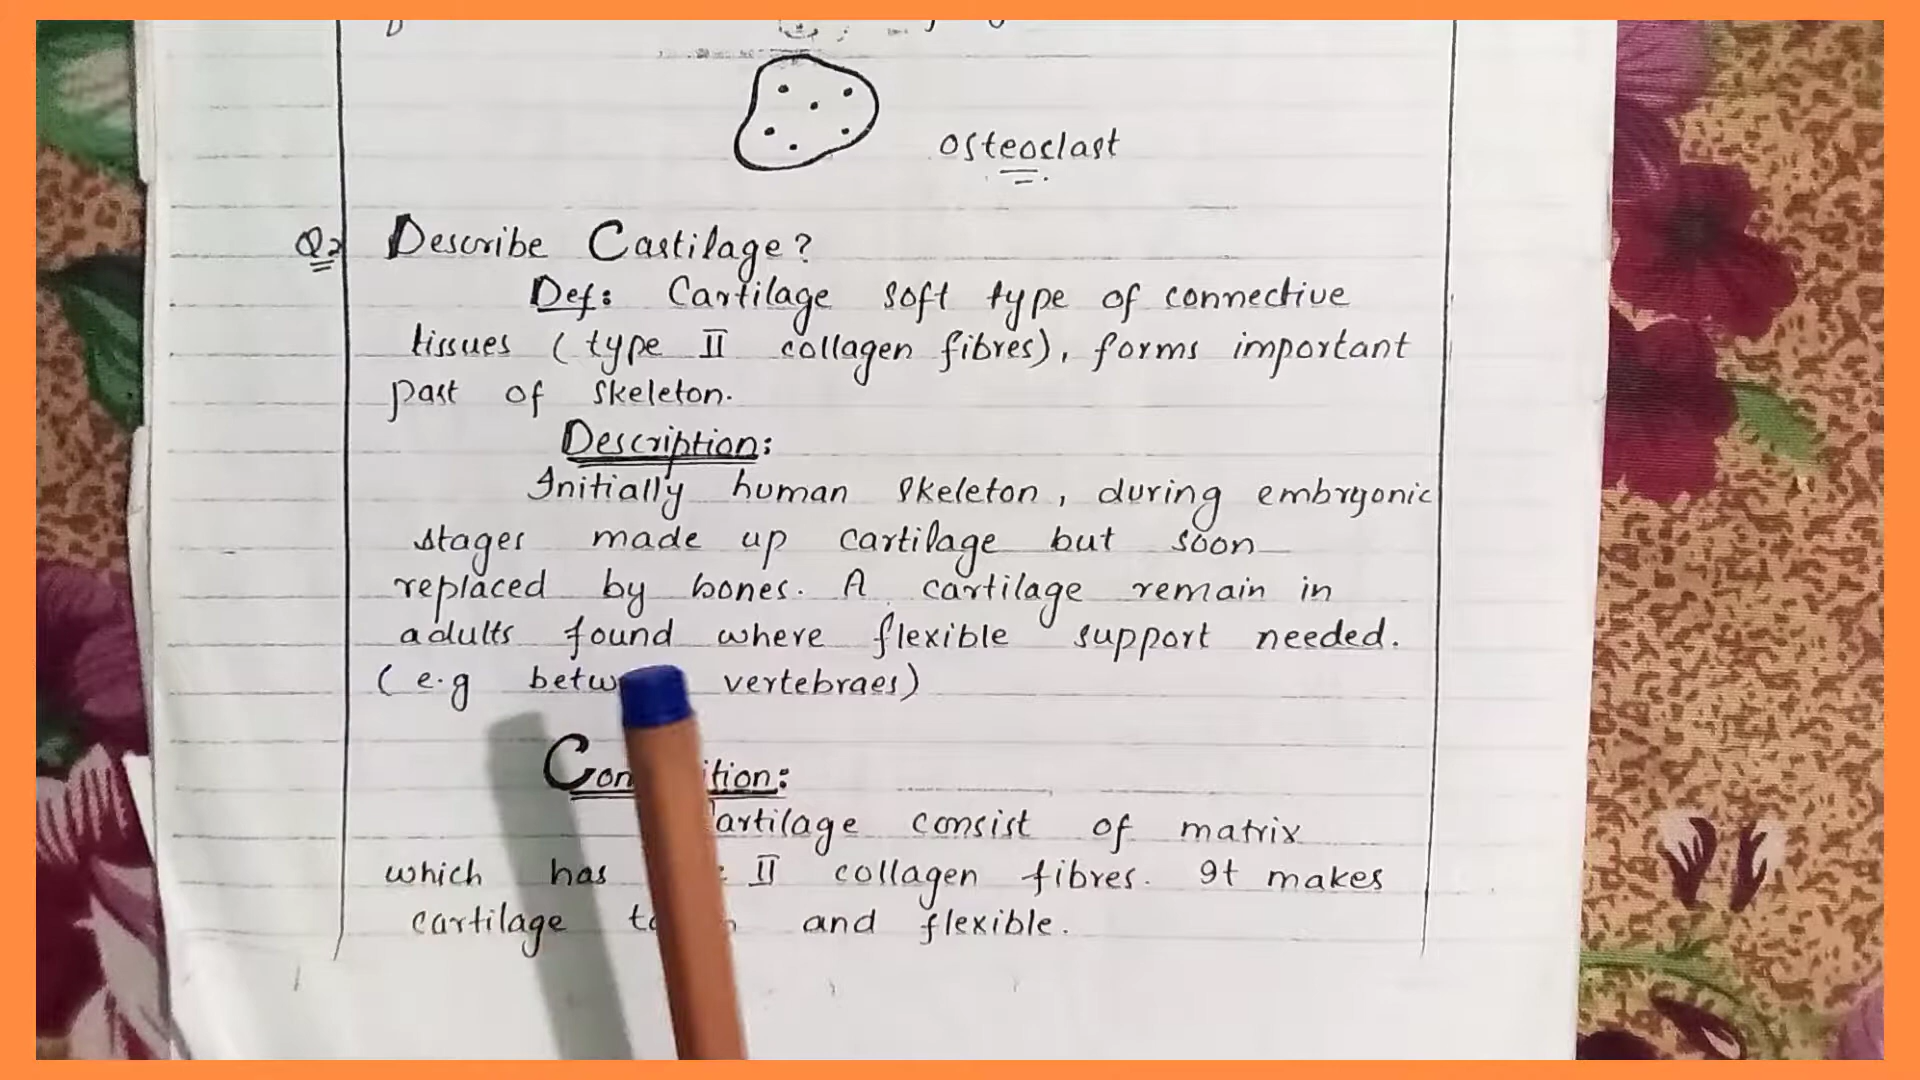 osteoclast
Q2 Describe Cartilage?
Def: Cartilage soft type of connective
tissues (type II collagen fibres), forms important
part of skeleton.
Description:
Initially human skeleton, during embryonic
stages made up cartilage but soon
replaced by bones. A cartilage remain in
adults found where flexible support needed.
(e.g vertebraes)
artilage consist of matrix
which has II collagen fibres. It makes
cartilage and flexible.